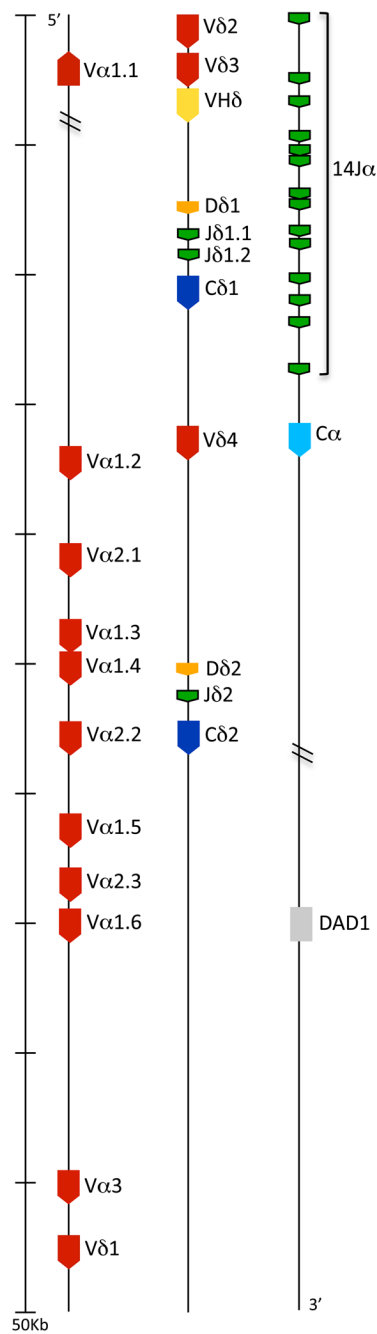 5′
Vα1.1
Vα1.2
Vα2.1
Vα1.3
Vα1.4
Vα2.2
Vα1.5
Vα2.3
Vα1.6
Vα3
Vδ1
50Kb
Vδ2
Vδ3
VHδ
Dδ1
Jδ1.1
Jδ1.2
Cδ1
Vδ4
Dδ2
Jδ2
Cδ2
14Jα
Cα
DAD1
3′